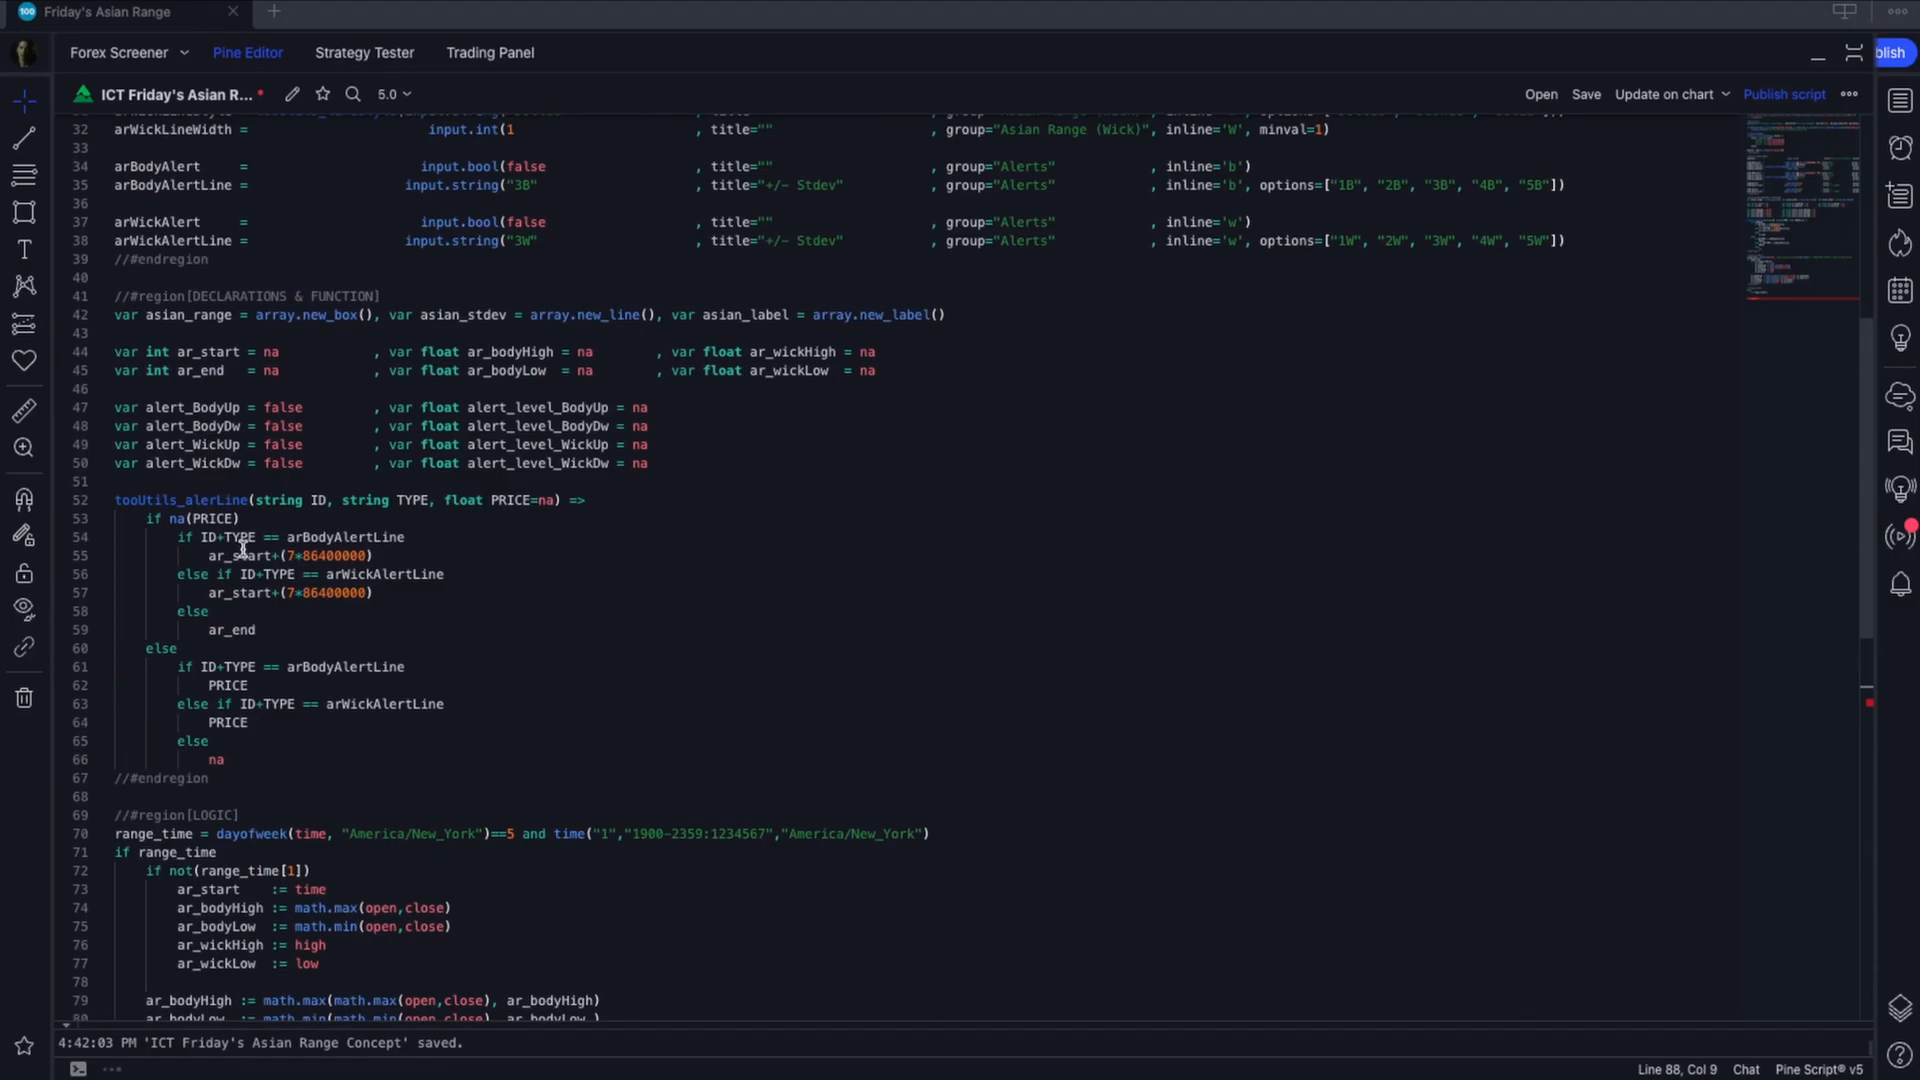 100 Friday's Asian Range
Forex Screener Pine Editor Strategy Tester Trading Panel
blish
ICT Friday's Asian R... * 5.0
Open Save Update on chart Publish script
32 arWickLineWidth = input.int(1 , title="" , group="Asian Range (Wick)", inline='W', minval=1)
33
34 arBodyAlert = input.bool(false , title="" , group="Alerts" , inline='b')
35 arBodyAlertLine = input.string("3B" , title="+/- Stdev" , group="Alerts" , inline='b', options=["1B", "2B", "3B", "4B", "5B"])
36
37 arWickAlert = input.bool(false , title="" , group="Alerts" , inline='w')
38 arWickAlertLine = input.string("3W" , title="+/- Stdev" , group="Alerts" , inline='w', options=["1W", "2W", "3W", "4W", "5W"])
39 //#endregion
40
41 //#region[DECLARATIONS & FUNCTION]
42 var asian_range = array.new_box(), var asian_stdev = array.new_line(), var asian_label = array.new_label()
43
44 var int ar_start = na , var float ar_bodyHigh = na , var float ar_wickHigh = na
45 var int ar_end = na , var float ar_bodyLow = na , var float ar_wickLow = na
46
47 var alert_BodyUp = false , var float alert_level_BodyUp = na
48 var alert_BodyDw = false , var float alert_level_BodyDw = na
49 var alert_WickUp = false , var float alert_level_WickUp = na
50 var alert_WickDw = false , var float alert_level_WickDw = na
51
52 tooUtils_alerLine(string ID, string TYPE, float PRICE=na) =>
53 if na(PRICE)
54 if ID+TYPE == arBodyAlertLine
55 ar_start+(7*86400000)
56 else if ID+TYPE == arWickAlertLine
57 ar_start+(7*86400000)
58 else
59 ar_end
60 else
61 if ID+TYPE == arBodyAlertLine
62 PRICE
63 else if ID+TYPE == arWickAlertLine
64 PRICE
65 else
66 na
67 //#endregion
68
69 //#region[LOGIC]
70 range_time = dayofweek(time, "America/New_York")==5 and time("1","1900-2359:1234567","America/New_York")
71 if range_time
72 if not(range_time[1])
73 ar_start := time
74 ar_bodyHigh := math.max(open,close)
75 ar_bodyLow := math.min(open,close)
76 ar_wickHigh := high
77 ar_wickLow := low
78
79 ar_bodyHigh := math.max(math.max(open,close), ar_bodyHigh)
80 ar_bodyLow := math.min(math.min(open,close), ar_bodyLow )
4:42:03 PM 'ICT Friday's Asian Range Concept' saved.
Line 88, Col 9 Chat Pine Script® v5